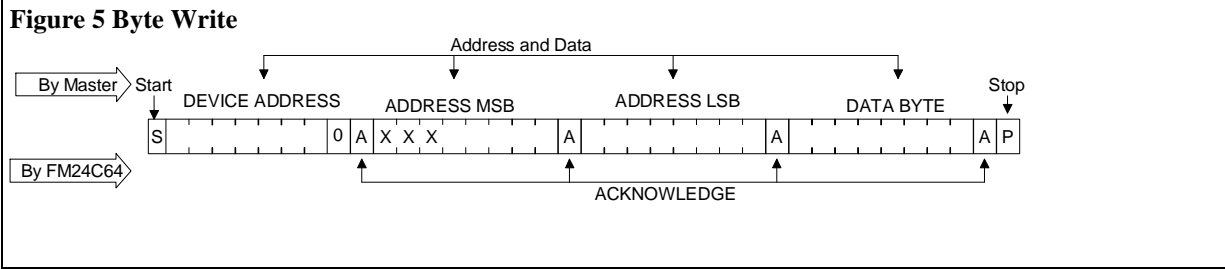 Figure 5 Byte Write
Address and Data
By Master Start Stop
DEVICE ADDRESS ADDRESS MSB ADDRESS LSB DATA BYTE
S 0 A X X X A A A P
By FM24C64
ACKNOWLEDGE